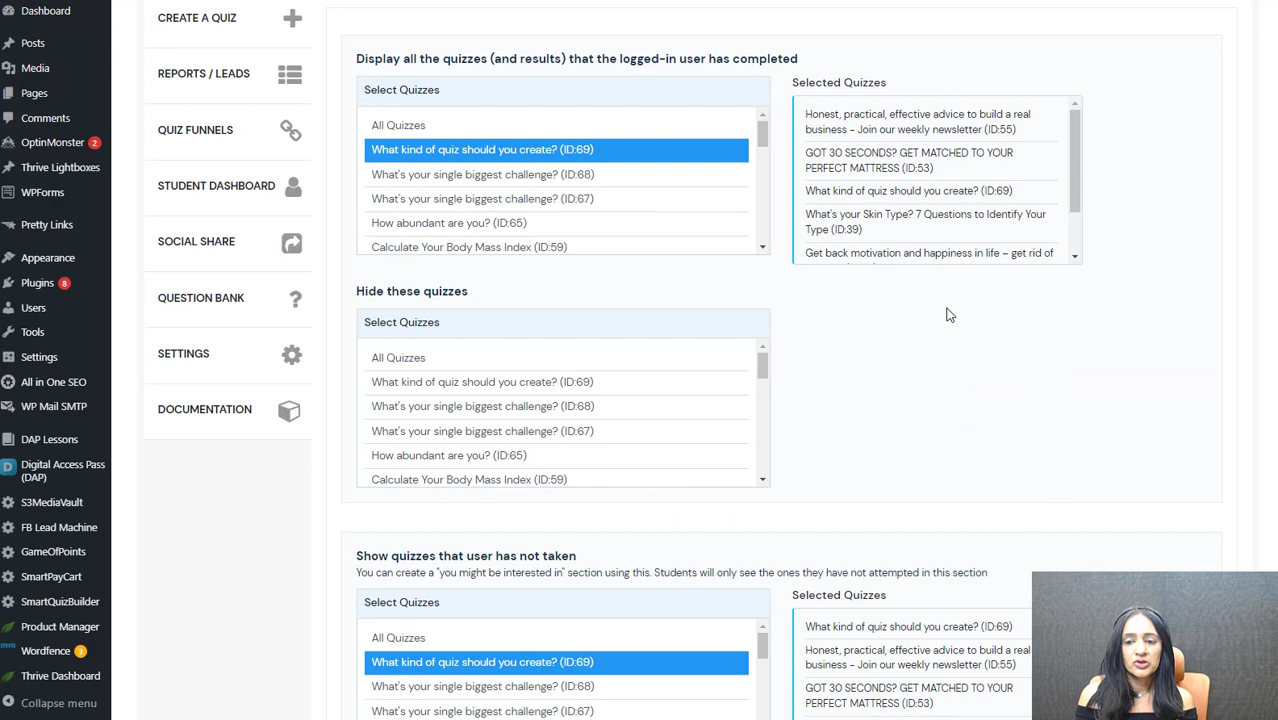 Dashboard
Posts
Media
Pages
Comments
OptinMonster 2
Thrive Lightboxes
WPForms
Pretty Links
Appearance
Plugins 8
Users
Tools
Settings
All in One SEO
WP Mail SMTP
DAP Lessons
Digital Access Pass
(DAP)
S3MediaVault
FB Lead Machine
GameOfPoints
SmartPayCart
SmartQuizBuilder
Product Manager
Wordfence 3
Thrive Dashboard
Collapse menu
CREATE A QUIZ
REPORTS / LEADS
QUIZ FUNNELS
STUDENT DASHBOARD
SOCIAL SHARE
QUESTION BANK
SETTINGS
DOCUMENTATION
Display all the quizzes (and results) that the logged-in user has completed
Select Quizzes
All Quizzes
What kind of quiz should you create? (ID:69)
What's your single biggest challenge? (ID:68)
What's your single biggest challenge? (ID:67)
How abundant are you? (ID:65)
Calculate Your Body Mass Index (ID:59)
Selected Quizzes
Honest, practical, effective advice to build a real
business - Join our weekly newsletter (ID:55)
GOT 30 SECONDS? GET MATCHED TO YOUR
PERFECT MATTRESS (ID:53)
What kind of quiz should you create? (ID:69)
What's your Skin Type? 7 Questions to Identify Your
Type (ID:39)
Get back motivation and happiness in life – get rid of
Hide these quizzes
Select Quizzes
All Quizzes
What kind of quiz should you create? (ID:69)
What's your single biggest challenge? (ID:68)
What's your single biggest challenge? (ID:67)
How abundant are you? (ID:65)
Calculate Your Body Mass Index (ID:59)
Show quizzes that user has not taken
You can create a "you might be interested in" section using this. Students will only see the ones they have not attempted in this section
Select Quizzes
All Quizzes
What kind of quiz should you create? (ID:69)
What's your single biggest challenge? (ID:68)
What's your single biggest challenge? (ID:67)
Selected Quizzes
What kind of quiz should you create? (ID:69)
Honest, practical, effective advice to build a real
business - Join our weekly newsletter (ID:55)
GOT 30 SECONDS? GET MATCHED TO YOUR
PERFECT MATTRESS (ID:53)